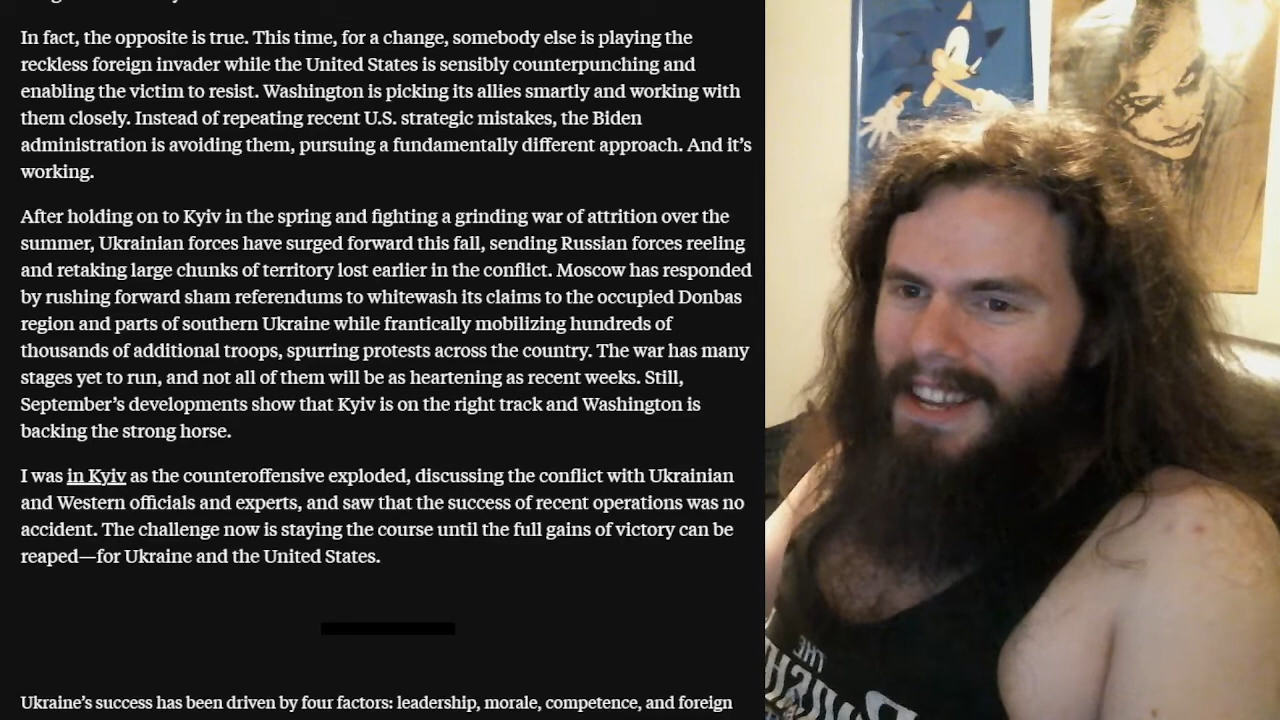 In fact, the opposite is true. This time, for a change, somebody else is playing the
reckless foreign invader while the United States is sensibly counterpunching and
enabling the victim to resist. Washington is picking its allies smartly and working with
them closely. Instead of repeating recent U.S. strategic mistakes, the Biden
administration is avoiding them, pursuing a fundamentally different approach. And it’s
working.
After holding on to Kyiv in the spring and fighting a grinding war of attrition over the
summer, Ukrainian forces have surged forward this fall, sending Russian forces reeling
and retaking large chunks of territory lost earlier in the conflict. Moscow has responded
by rushing forward sham referendums to whitewash its claims to the occupied Donbas
region and parts of southern Ukraine while frantically mobilizing hundreds of
thousands of additional troops, spurring protests across the country. The war has many
stages yet to run, and not all of them will be as heartening as recent weeks. Still,
September’s developments show that Kyiv is on the right track and Washington is
backing the strong horse.
I was in Kyiv as the counteroffensive exploded, discussing the conflict with Ukrainian
and Western officials and experts, and saw that the success of recent operations was no
accident. The challenge now is staying the course until the full gains of victory can be
reaped—for Ukraine and the United States.
Ukraine’s success has been driven by four factors: leadership, morale, competence, and foreign
THE